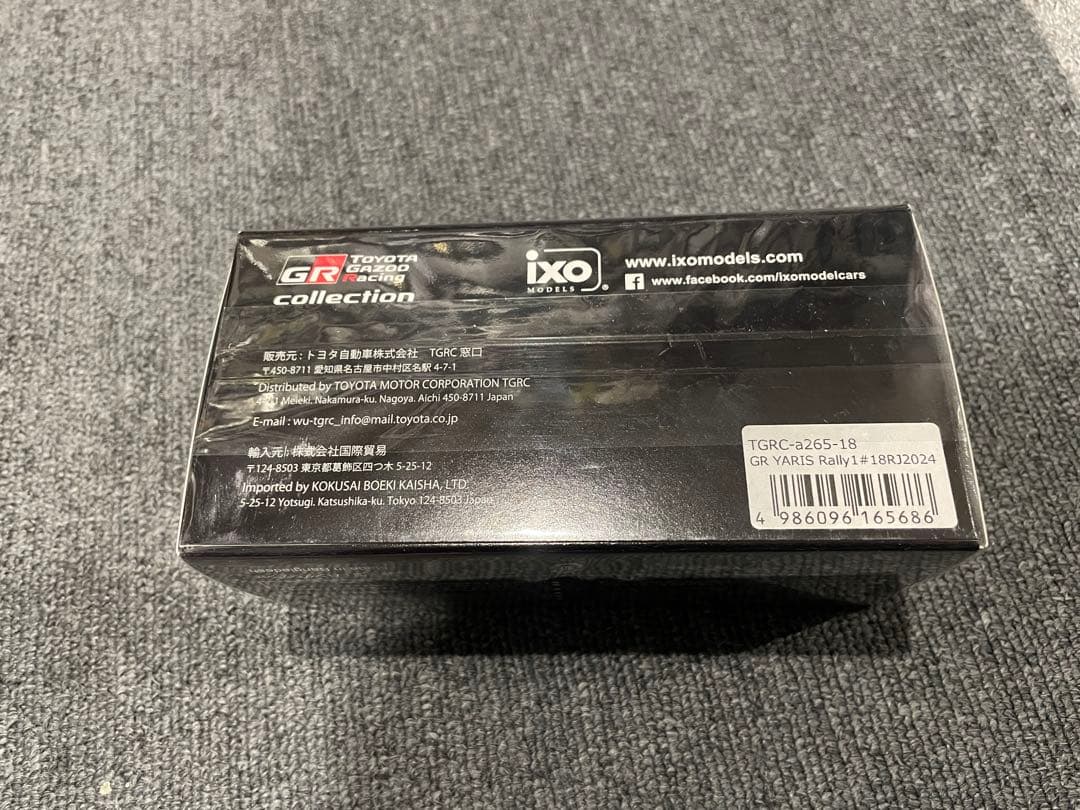 GR TOYOTA GAZOO Racing
collection
ixo MODELS ®
www.ixomodels.com
www.facebook.com/ixomodelcars
販売元 : トヨタ自動車株式会社 TGRC 窓口
〒450-8711 愛知県名古屋市中村区名駅 4-7-1
Distributed by TOYOTA MOTOR CORPORATION TGRC
Meieki, Nakamura-ku. Nagoya. Aichi 450-8711 Japan
E-mail : wu-tgrc_info@mail.toyota.co.jp
輸入元 : 株式会社国際貿易
〒124-8503 東京都葛飾区四つ木 5-25-12
Imported by KOKUSAI BOEKI KAISHA, LTD.
5-25-12 Yotsugi. Katsushika-ku. Tokyo 124-8503 Japan
TGRC-a265-18
GR YARIS Rally1#18RJ2024
4 986096 165686